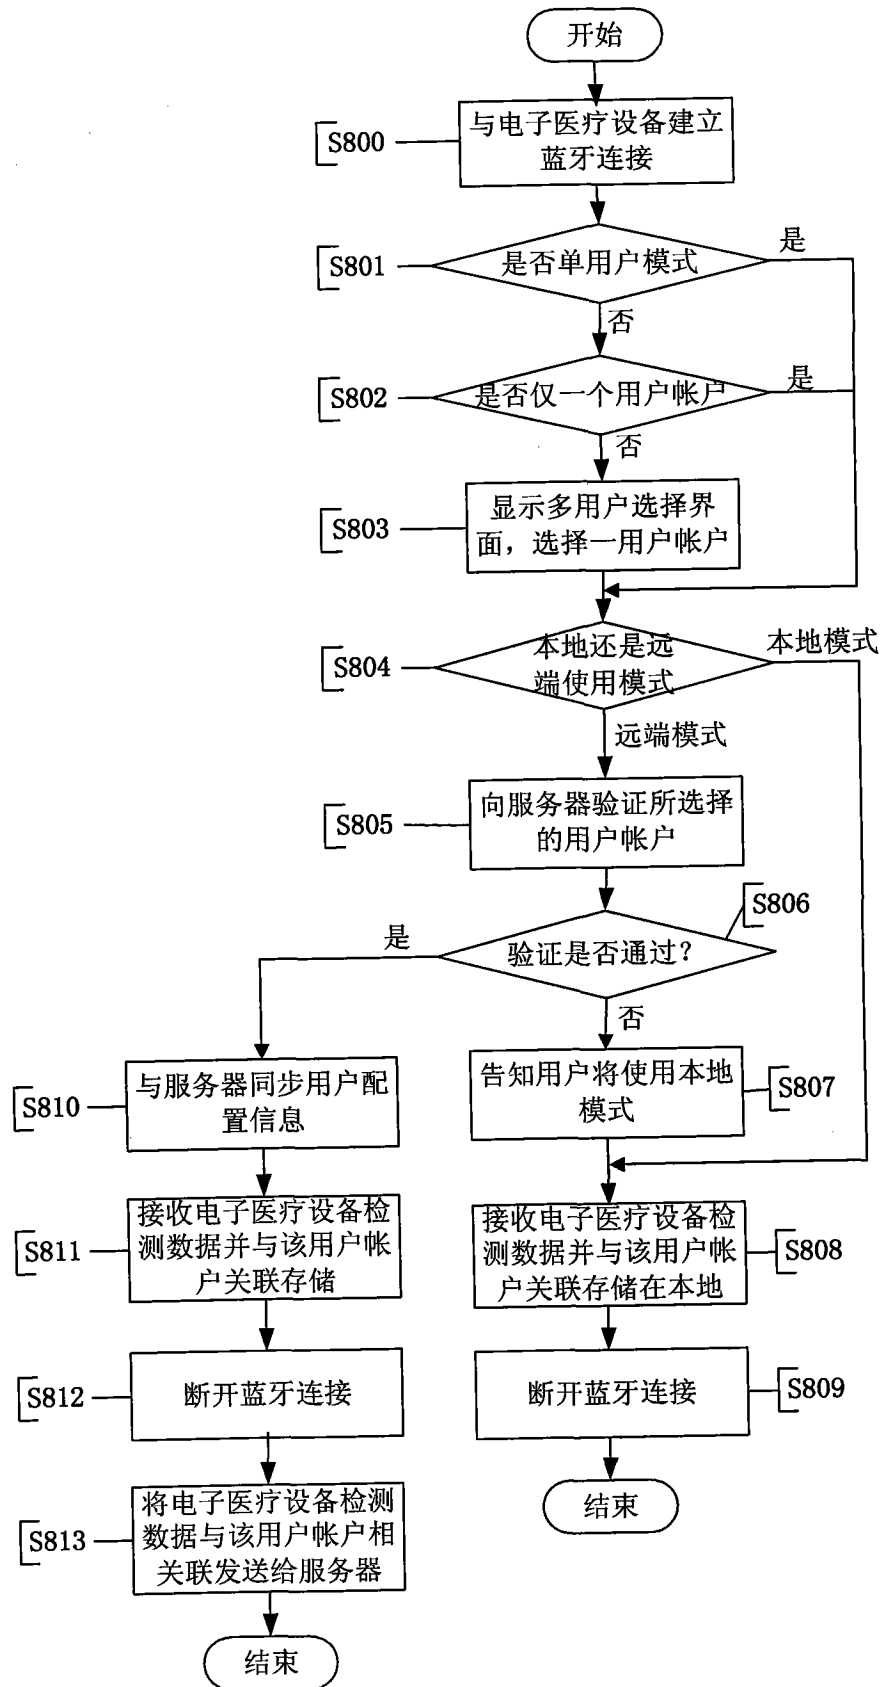 开始
与电子医疗设备建立
蓝牙连接
S800
是否单用户模式
是
S801
否
是否仅一个用户帐户
是
S802
否
显示多用户选择界
面，选择一用户帐户
S803
本地还是远
端使用模式
本地模式
S804
远端模式
向服务器验证所选择
的用户帐户
S805
S806
是
验证是否通过？
否
与服务器同步用户配
置信息
S810
告知用户将使用本地
模式
S807
接收电子医疗设备检
测数据并与该用户帐
户关联存储
S811
接收电子医疗设备检
测数据并与该用户帐
户关联存储在本地
S808
断开蓝牙连接
S812
断开蓝牙连接
S809
将电子医疗设备检测
数据与该用户帐户相
关联发送给服务器
S813
结束
结束